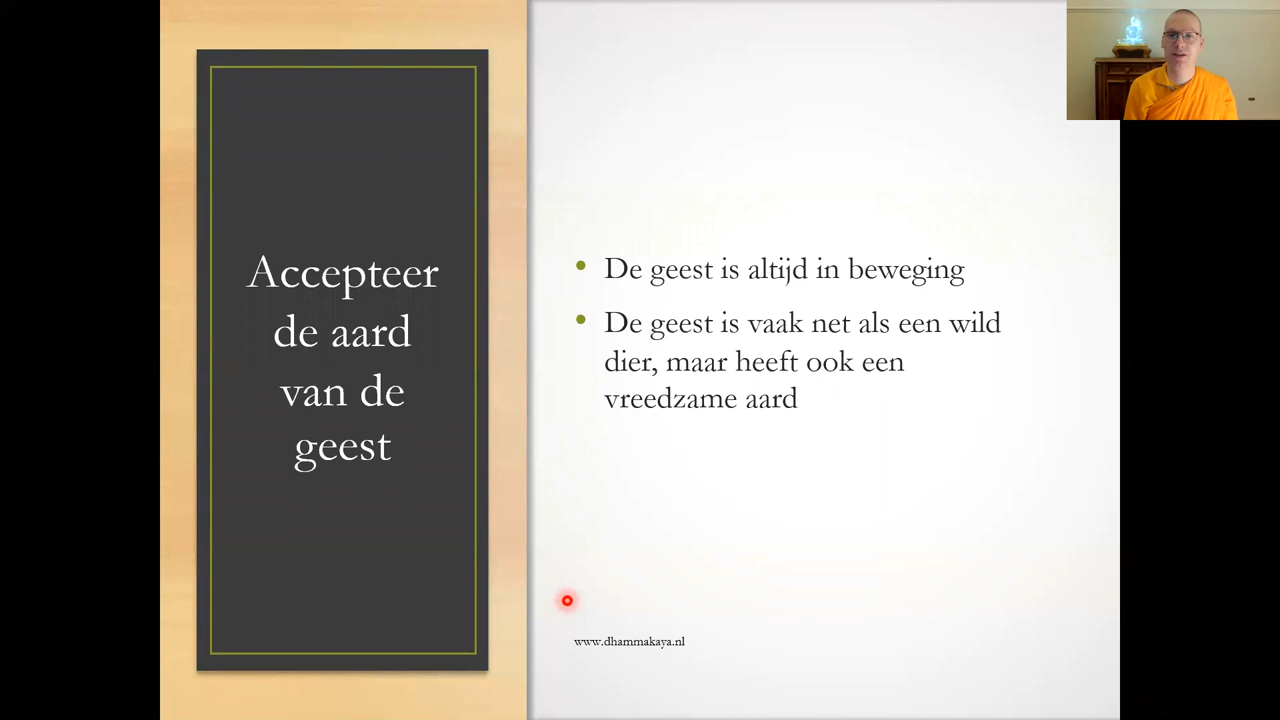 Accepteer
de aard
van de
geest
• De geest is altijd in beweging
• De geest is vaak net als een wild
dier, maar heeft ook een
vreedzame aard
www.dhammakaya.nl